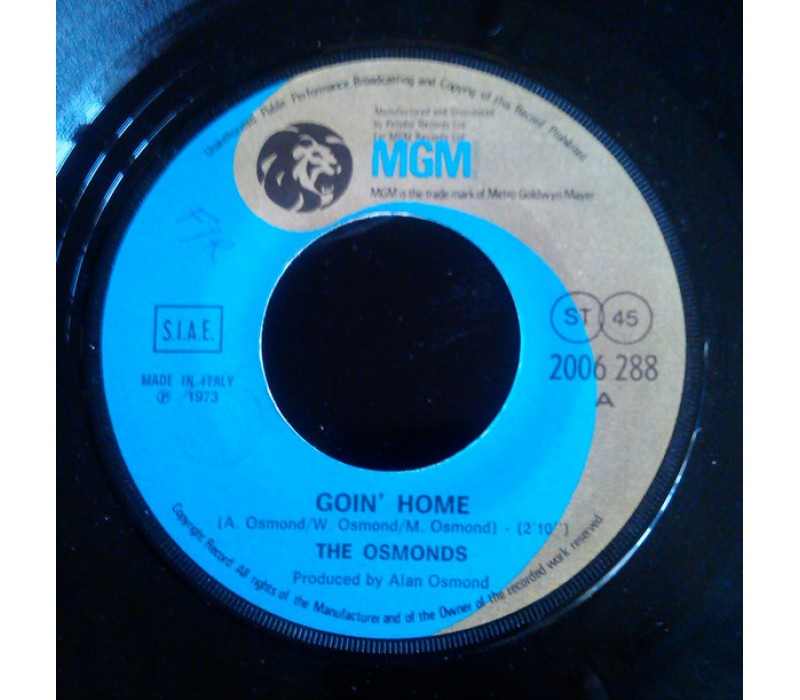 Unauthorised Public Performance Broadcasting and Copying of this Record Prohibited
Manufactured and Distributed
by Polydor Records Ltd.
For MGM Records Ltd.
MGM
MGM is the trade mark of Metro Goldwyn Mayer
S.I.A.E.
MADE IN ITALY
℗ 1973
ST 45
2006 288
A
GOIN' HOME
(A. Osmond/W. Osmond/M. Osmond) - (2'10")
THE OSMONDS
Produced by Alan Osmond
Copyright Record All rights of the Manufacturer and of the Owner of the recorded work reserved